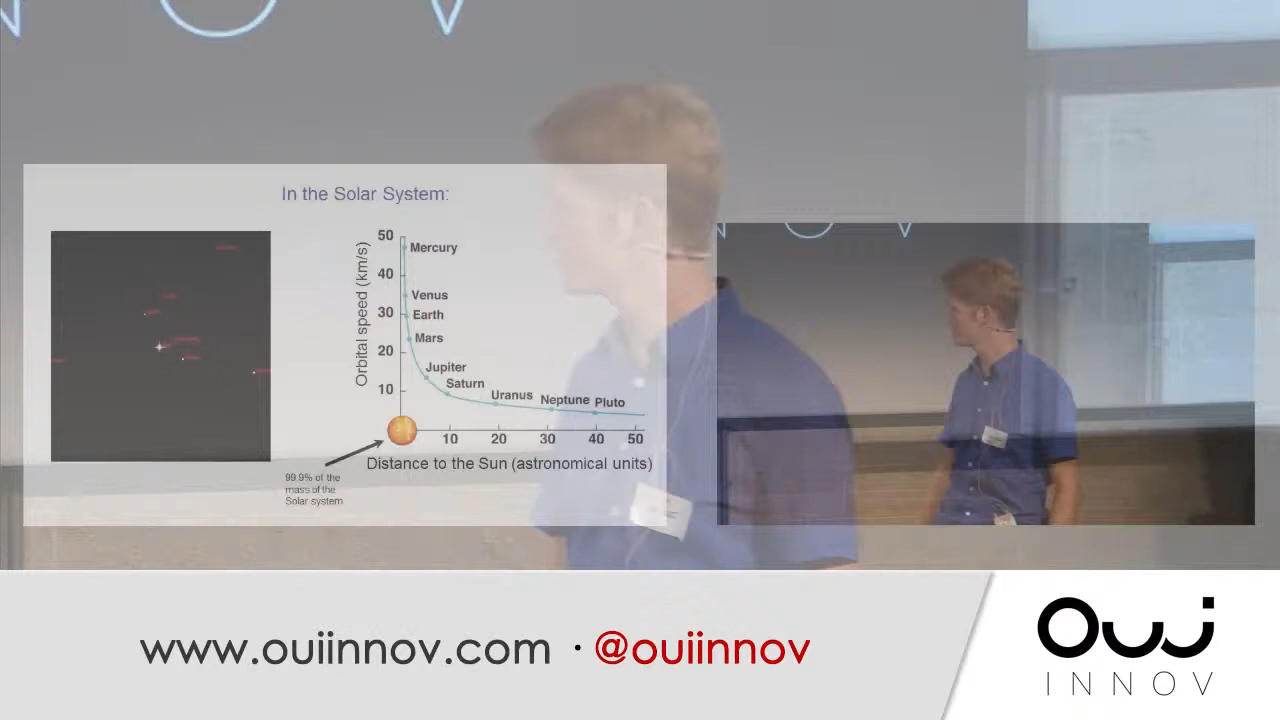 N O V
In the Solar System:
Orbital speed (km/s)
50
40
30
20
10
Mercury
Venus
Earth
Mars
Jupiter
Saturn
Uranus
Neptune
Pluto
10 20 30 40 50
Distance to the Sun (astronomical units)
99.9% of the
mass of the
Solar system
N O V
www.ouiinnov.com · @ouiinnov
Oui
INNOV